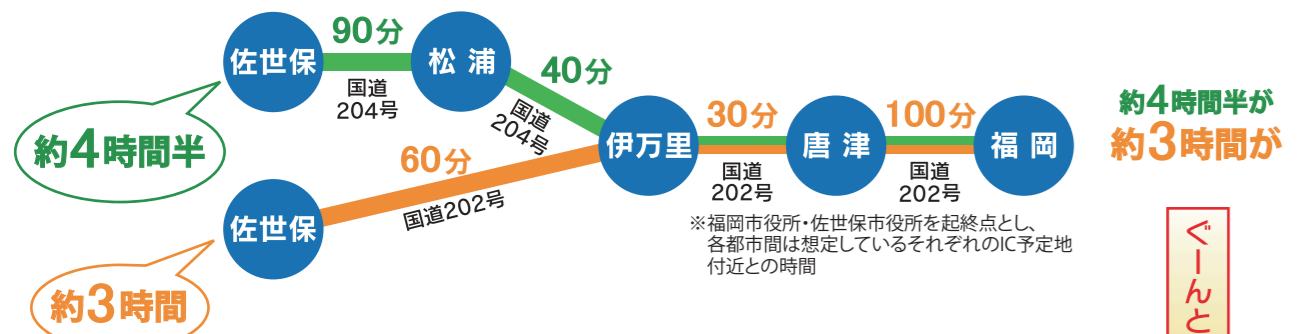 90分
佐世保
松浦
国道
204号
40分
国道
204号
約4時間半
伊万里
30分
唐津
100分
福岡
国道
202号
国道
202号
60分
国道202号
佐世保
約3時間
※福岡市役所・佐世保市役所を起終点とし、
各都市間は想定しているそれぞれのIC予定地
付近との時間
約4時間半が
約3時間が
ぐーんと